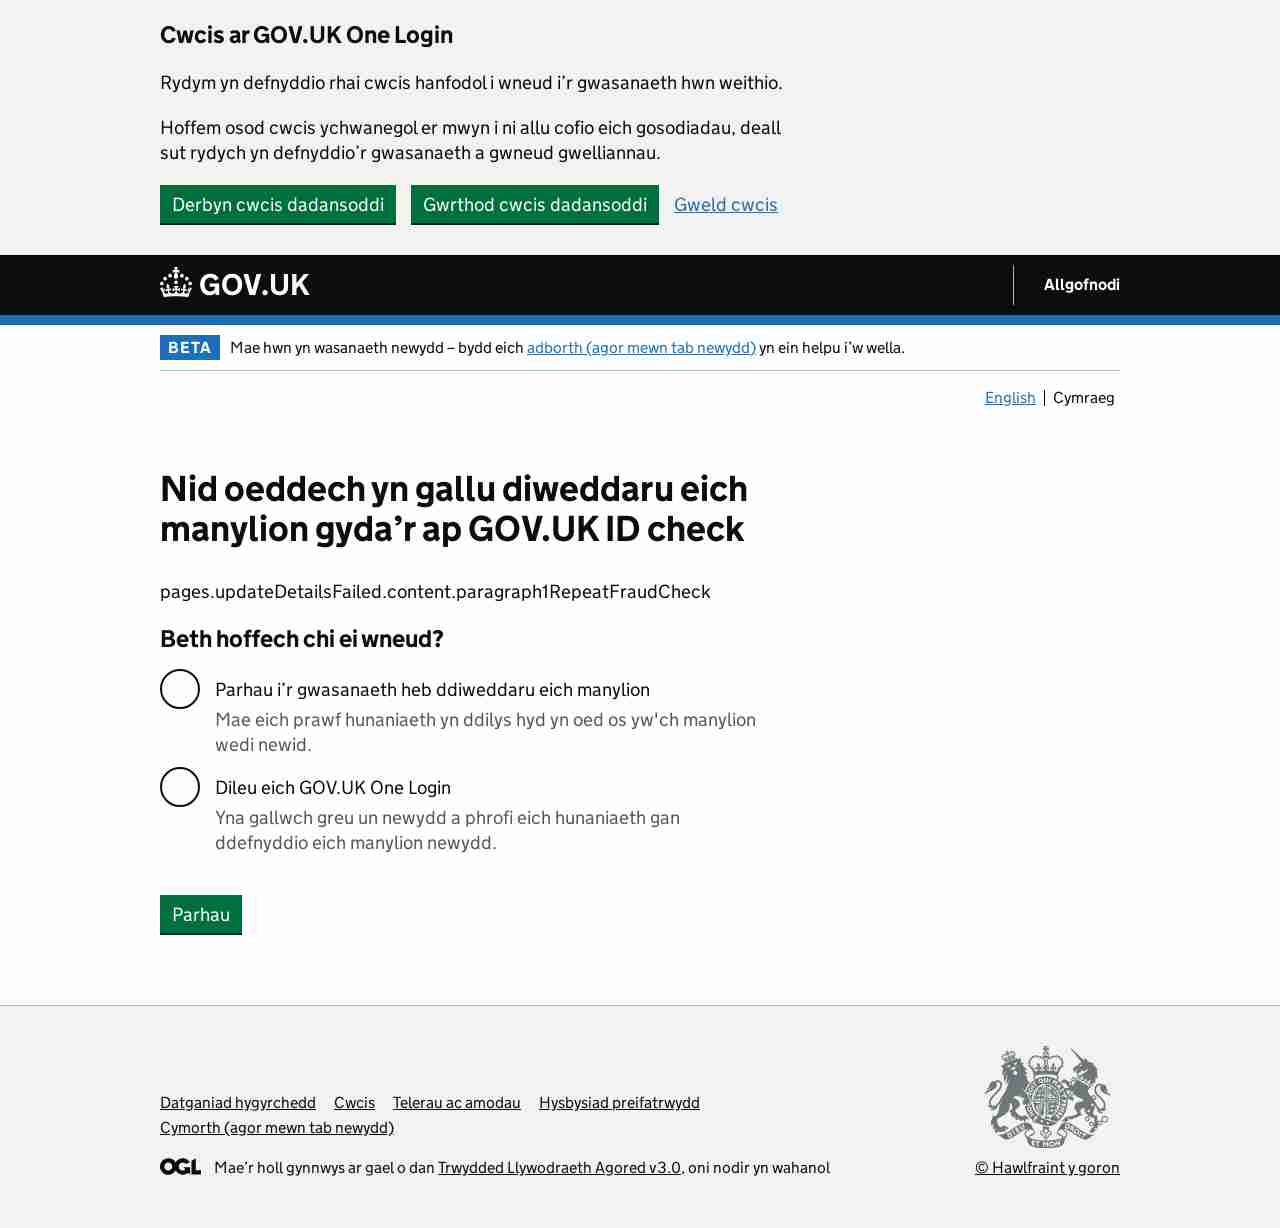 Cwcis ar GOV.UK One Login
Rydym yn defnyddio rhai cwcis hanfodol i wneud i’r gwasanaeth hwn weithio.
Hoffem osod cwcis ychwanegol er mwyn i ni allu cofio eich gosodiadau, deall
sut rydych yn defnyddio’r gwasanaeth a gwneud gwelliannau.
Derbyn cwcis dadansoddi Gwrthod cwcis dadansoddi Gweld cwcis
GOV.UK Allgofnodi
BETA Mae hwn yn wasanaeth newydd – bydd eich adborth (agor mewn tab newydd) yn ein helpu i’w wella.
English Cymraeg
Nid oeddech yn gallu diweddaru eich
manylion gyda’r ap GOV.UK ID check
pages.updateDetailsFailed.content.paragraph1RepeatFraudCheck
Beth hoffech chi ei wneud?
Parhau i’r gwasanaeth heb ddiweddaru eich manylion
Mae eich prawf hunaniaeth yn ddilys hyd yn oed os yw'ch manylion
wedi newid.
Dileu eich GOV.UK One Login
Yna gallwch greu un newydd a phrofi eich hunaniaeth gan
ddefnyddio eich manylion newydd.
Parhau
Datganiad hygyrchedd Cwcis Telerau ac amodau Hysbysiad preifatrwydd
Cymorth (agor mewn tab newydd)
OGL Mae’r holl gynnwys ar gael o dan Trwydded Llywodraeth Agored v3.0, oni nodir yn wahanol
© Hawlfraint y goron